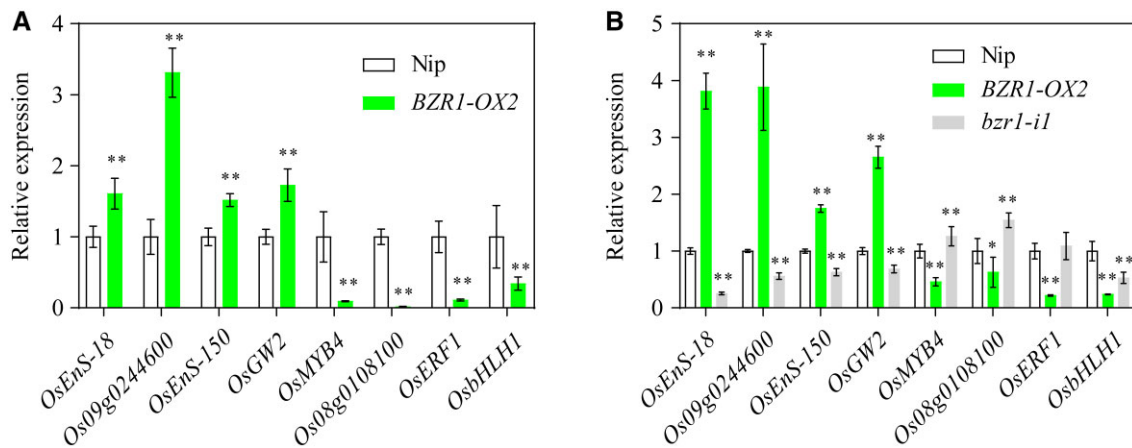 A
Relative expression
4
3
2
1
0
**
**
**
**
**
**
**
**
Nip
BZR1-OX2
OsEnS-18
Os09g0244600
OsEnS-150
OsGW2
OsMYB4
Os08g0108100
OsERF1
OsbHLH1
B
Relative expression
5
4
3
2
1
0
**
**
**
**
**
**
**
**
**
**
*
**
**
**
**
Nip
BZR1-OX2
bzr1-i1
OsEnS-18
Os09g0244600
OsEnS-150
OsGW2
OsMYB4
Os08g0108100
OsERF1
OsbHLH1